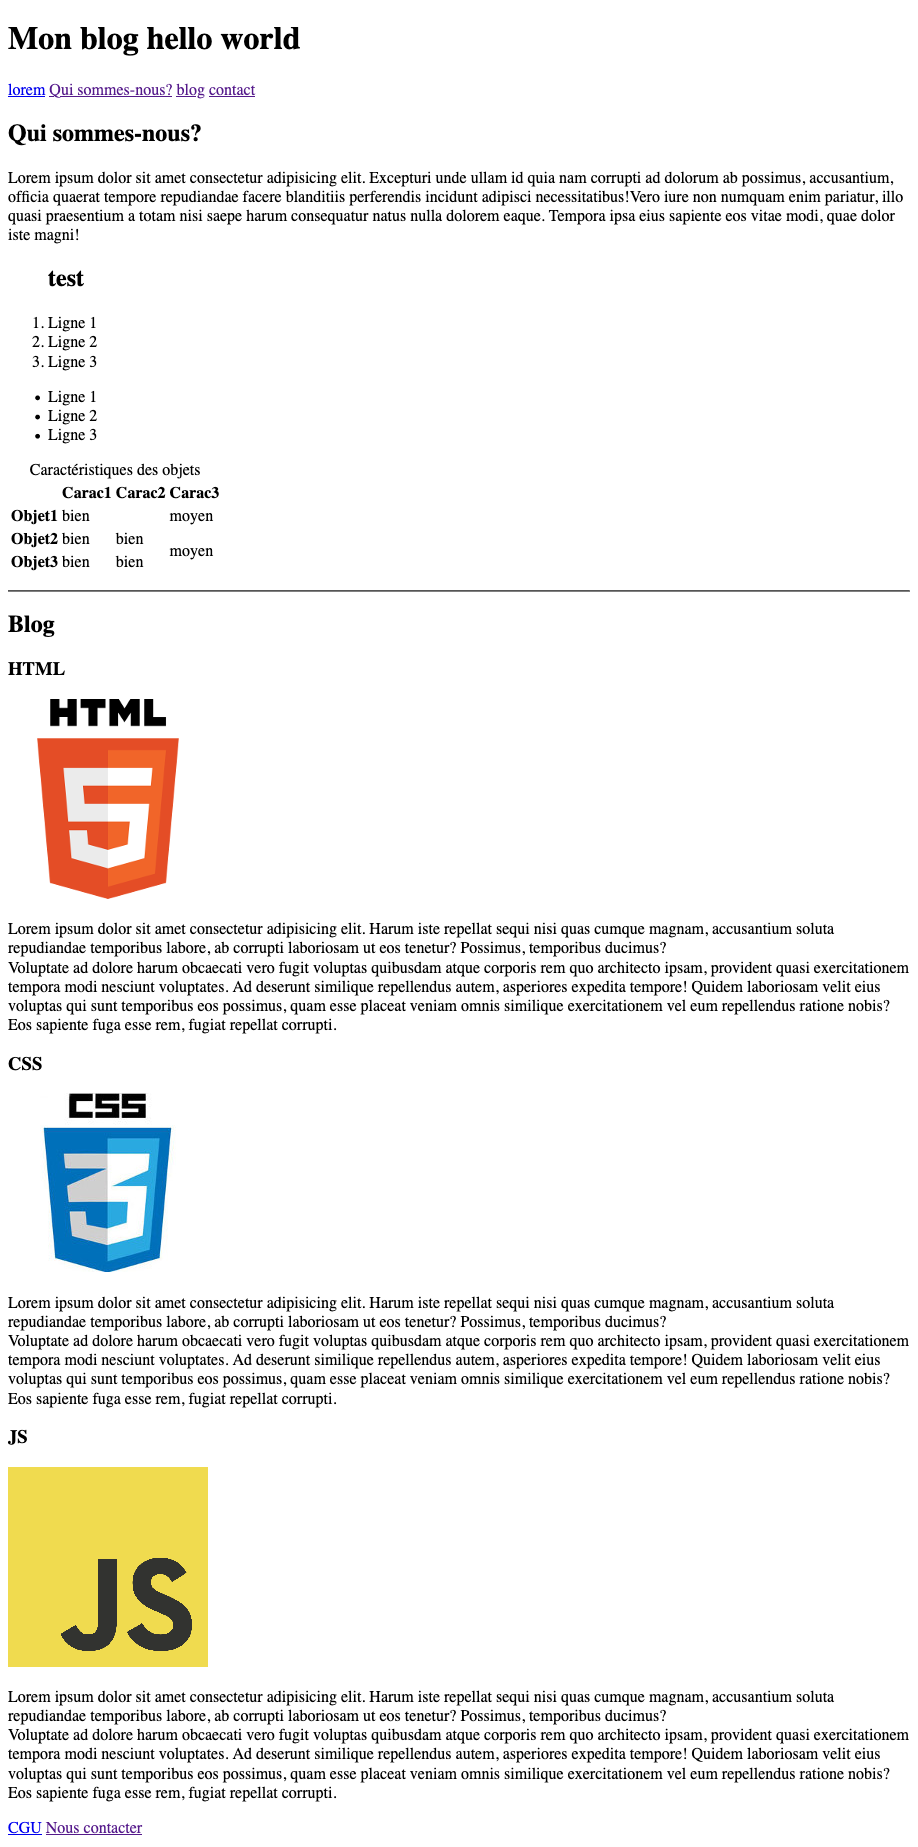 Mon blog hello world
lorem Qui sommes-nous? blog contact
Qui sommes-nous?
Lorem ipsum dolor sit amet consectetur adipisicing elit. Excepturi unde ullam id quia nam corrupti ad dolorum ab possimus, accusantium,
officia quaerat tempore repudiandae facere blanditiis perferendis incidunt adipisci necessitatibus!Vero iure non numquam enim pariatur, illo
quasi praesentium a totam nisi saepe harum consequatur natus nulla dolorem eaque. Tempora ipsa eius sapiente eos vitae modi, quae dolor
iste magni!
test
1. Ligne 1
2. Ligne 2
3. Ligne 3
• Ligne 1
• Ligne 2
• Ligne 3
Caractéristiques des objets
Carac1 Carac2 Carac3
Objet1 bien moyen
Objet2 bien bien
moyen
Objet3 bien bien
Blog
HTML
HTML
5
Lorem ipsum dolor sit amet consectetur adipisicing elit. Harum iste repellat sequi nisi quas cumque magnam, accusantium soluta
repudiandae temporibus labore, ab corrupti laboriosam ut eos tenetur? Possimus, temporibus ducimus?
Voluptate ad dolore harum obcaecati vero fugit voluptas quibusdam atque corporis rem quo architecto ipsam, provident quasi exercitationem
tempora modi nesciunt voluptates. Ad deserunt similique repellendus autem, asperiores expedita tempore! Quidem laboriosam velit eius
voluptas qui sunt temporibus eos possimus, quam esse placeat veniam omnis similique exercitationem vel eum repellendus ratione nobis?
Eos sapiente fuga esse rem, fugiat repellat corrupti.
CSS
CSS
3
Lorem ipsum dolor sit amet consectetur adipisicing elit. Harum iste repellat sequi nisi quas cumque magnam, accusantium soluta
repudiandae temporibus labore, ab corrupti laboriosam ut eos tenetur? Possimus, temporibus ducimus?
Voluptate ad dolore harum obcaecati vero fugit voluptas quibusdam atque corporis rem quo architecto ipsam, provident quasi exercitationem
tempora modi nesciunt voluptates. Ad deserunt similique repellendus autem, asperiores expedita tempore! Quidem laboriosam velit eius
voluptas qui sunt temporibus eos possimus, quam esse placeat veniam omnis similique exercitationem vel eum repellendus ratione nobis?
Eos sapiente fuga esse rem, fugiat repellat corrupti.
JS
JS
Lorem ipsum dolor sit amet consectetur adipisicing elit. Harum iste repellat sequi nisi quas cumque magnam, accusantium soluta
repudiandae temporibus labore, ab corrupti laboriosam ut eos tenetur? Possimus, temporibus ducimus?
Voluptate ad dolore harum obcaecati vero fugit voluptas quibusdam atque corporis rem quo architecto ipsam, provident quasi exercitationem
tempora modi nesciunt voluptates. Ad deserunt similique repellendus autem, asperiores expedita tempore! Quidem laboriosam velit eius
voluptas qui sunt temporibus eos possimus, quam esse placeat veniam omnis similique exercitationem vel eum repellendus ratione nobis?
Eos sapiente fuga esse rem, fugiat repellat corrupti.
CGU Nous contacter